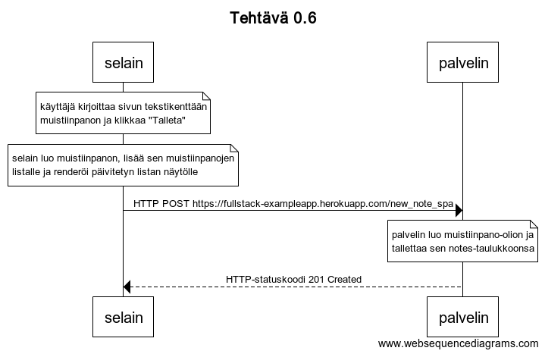 Tehtävä 0.6
selain
palvelin
käyttäjä kirjoittaa sivun tekstikenttään
muistiinpanon ja klikkaa "Talleta"
selain luo muistiinpanon, lisää sen muistiinpanojen
listalle ja renderöi päivitetyn listan näytölle
HTTP POST https://fullstack-exampleapp.herokuapp.com/new_note_spa
palvelin luo muistiinpano-olion ja
tallettaa sen notes-taulukkoonsa
HTTP-statuskoodi 201 Created
selain
palvelin
www.websequencediagrams.com